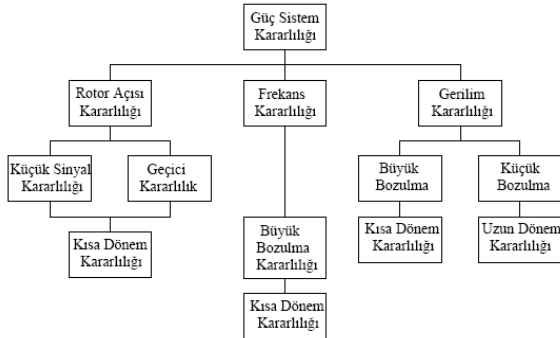 Güç Sistem
Kararlılığı
Rotor Açısı
Kararlılığı
Frekans
Kararlılığı
Gerilim
Kararlılığı
Küçük Sinyal
Kararlılığı
Geçici
Kararlılık
Büyük
Bozulma
Küçük
Bozulma
Kısa Dönem
Kararlılığı
Büyük
Bozulma
Kararlılığı
Kısa Dönem
Kararlılığı
Uzun Dönem
Kararlılığı
Kısa Dönem
Kararlılığı